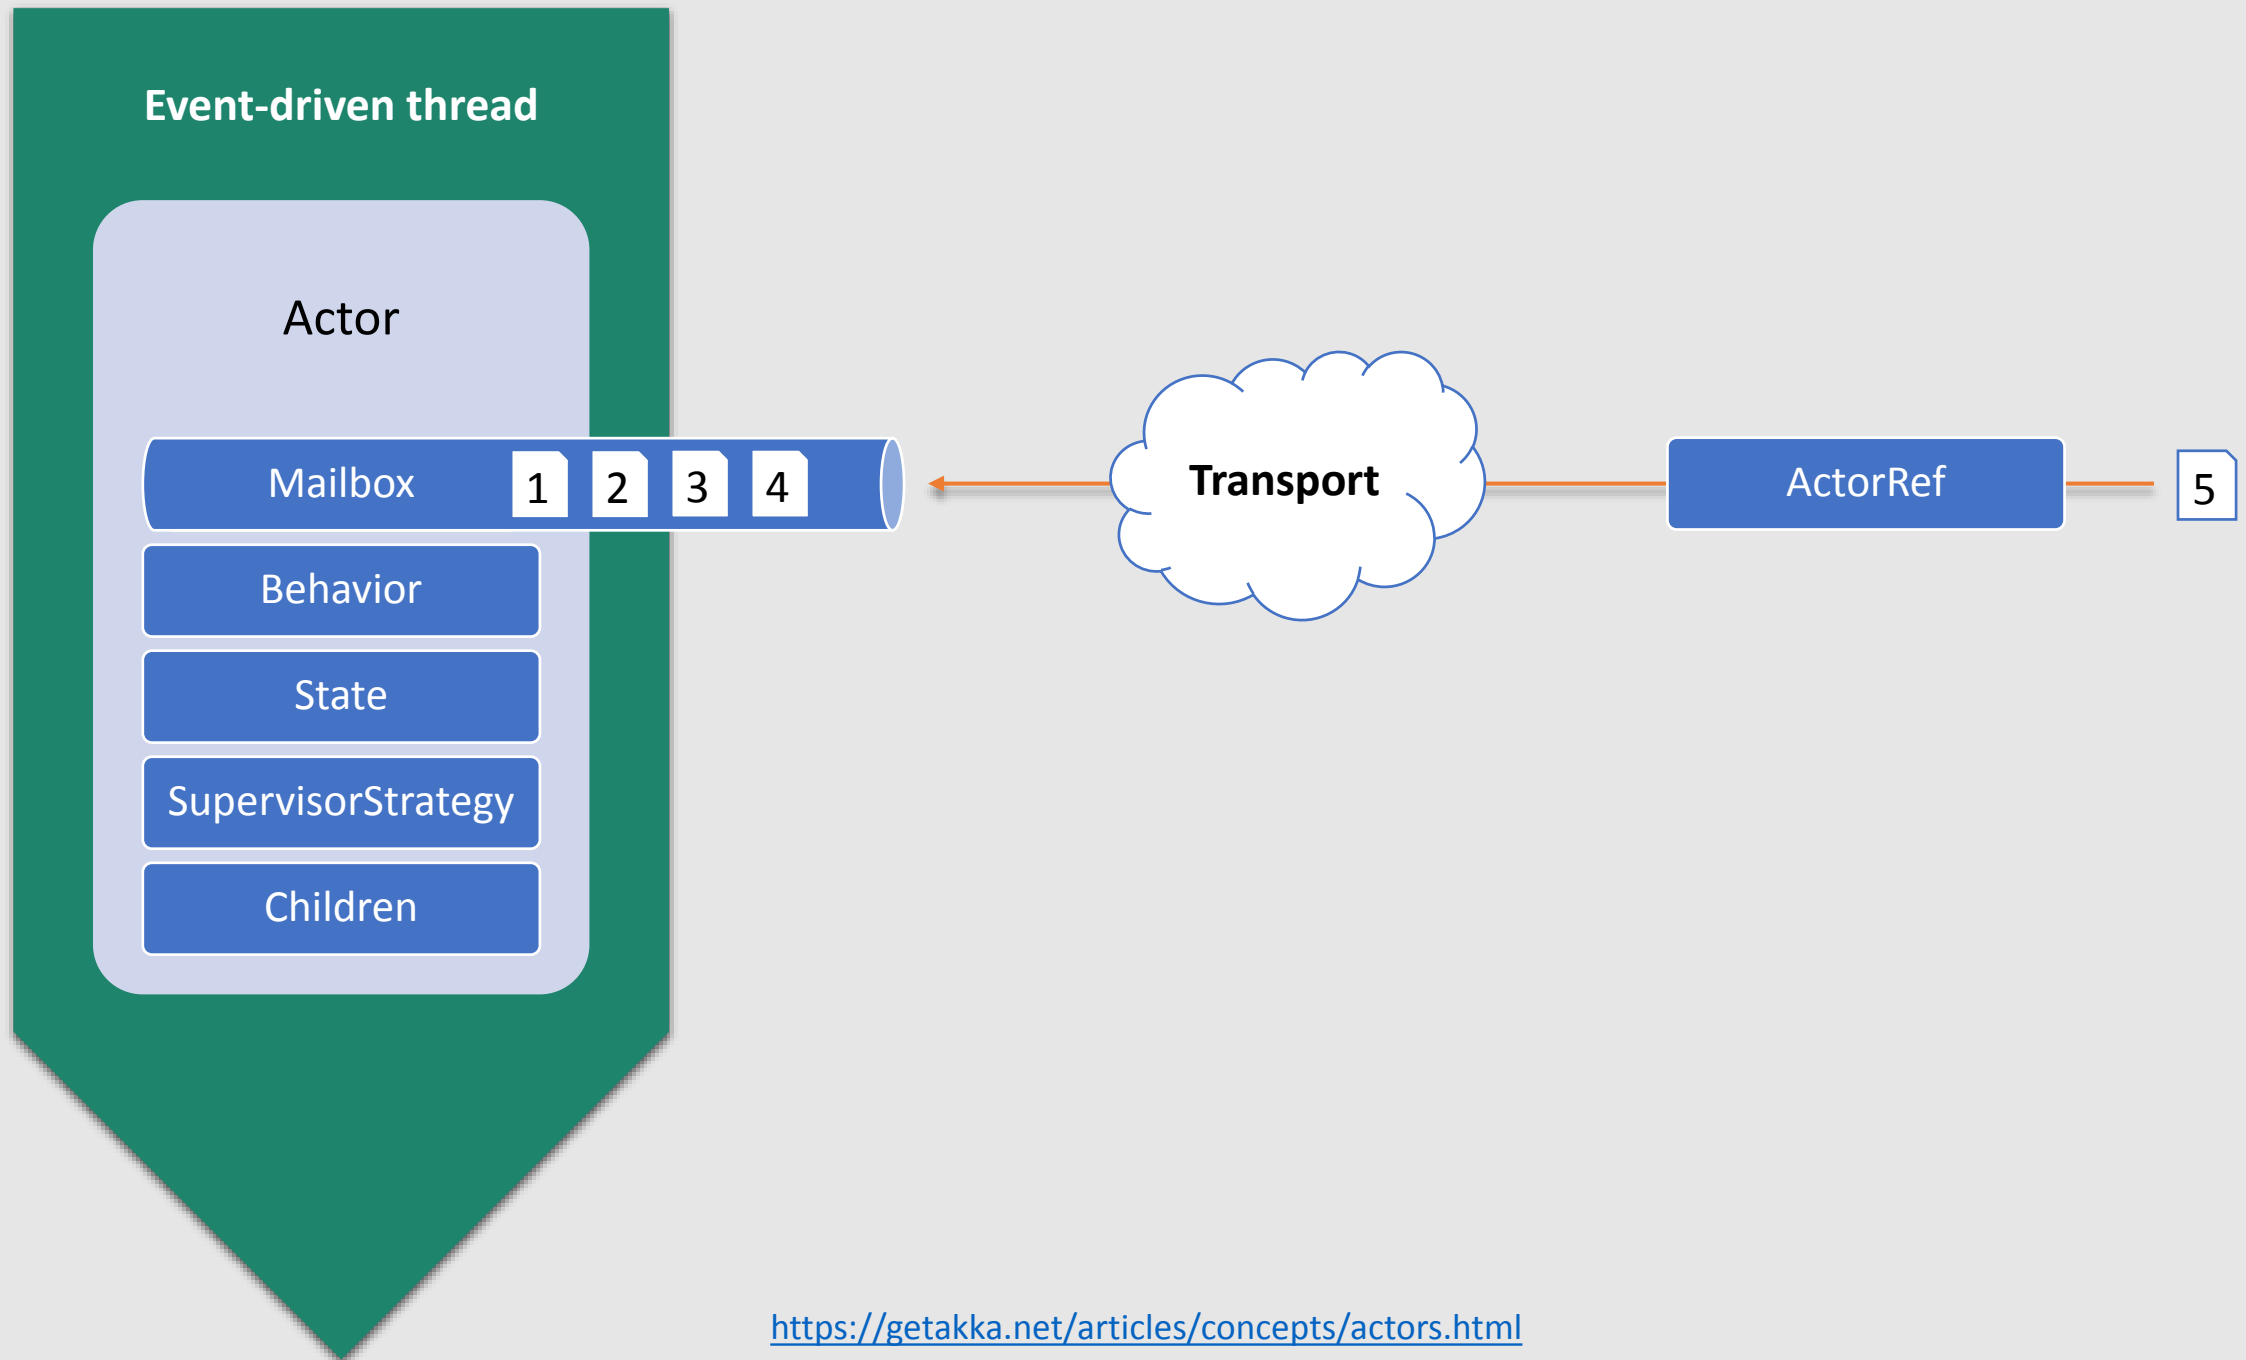 Event-driven thread
Actor
Mailbox 1 2 3 4
Transport
ActorRef
5
Behavior
State
SupervisorStrategy
Children
https://getakka.net/articles/concepts/actors.html